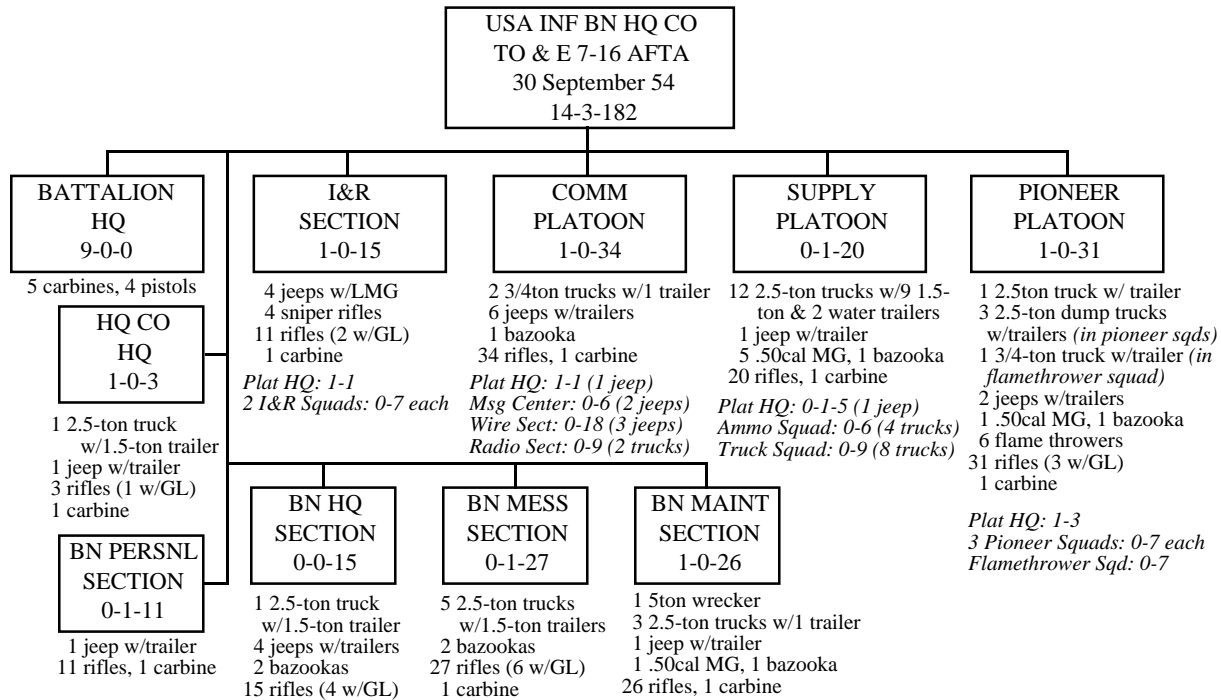 USA INF BN HQ CO
TO & E 7-16 AFTA
30 September 54
14-3-182
BATTALION
HQ
9-0-0
5 carbines, 4 pistols
I&R
SECTION
1-0-15
4 jeeps w/LMG
4 sniper rifles
11 rifles (2 w/GL)
1 carbine
Plat HQ: 1-1
2 I&R Squads: 0-7 each
COMM
PLATOON
1-0-34
2 3/4ton trucks w/1 trailer
6 jeeps w/trailers
1 bazooka
34 rifles, 1 carbine
Plat HQ: 1-1 (1 jeep)
Msg Center: 0-6 (2 jeeps)
Wire Sect: 0-18 (3 jeeps)
Radio Sect: 0-9 (2 trucks)
SUPPLY
PLATOON
0-1-20
12 2.5-ton trucks w/9 1.5-
ton & 2 water trailers
1 jeep w/trailer
5 .50cal MG, 1 bazooka
20 rifles, 1 carbine
Plat HQ: 0-1-5 (1 jeep)
Ammo Squad: 0-6 (4 trucks)
Truck Squad: 0-9 (8 trucks)
PIONEER
PLATOON
1-0-31
1 2.5ton truck w/ trailer
3 2.5-ton dump trucks
w/trailers (in pioneer sqds)
1 3/4-ton truck w/trailer (in
flamethrower squad)
2 jeeps w/trailers
1 .50cal MG, 1 bazooka
6 flame throwers
31 rifles (3 w/GL)
1 carbine
Plat HQ: 1-3
3 Pioneer Squads: 0-7 each
Flamethrower Sqd: 0-7
HQ CO
HQ
1-0-3
1 2.5-ton truck
w/1.5-ton trailer
1 jeep w/trailer
3 rifles (1 w/GL)
1 carbine
BN PERSNL
SECTION
0-1-11
1 jeep w/trailer
11 rifles, 1 carbine
BN HQ
SECTION
0-0-15
1 2.5-ton truck
w/1.5-ton trailer
4 jeeps w/trailers
2 bazookas
15 rifles (4 w/GL)
BN MESS
SECTION
0-1-27
5 2.5-ton trucks
w/1.5-ton trailers
2 bazookas
27 rifles (6 w/GL)
1 carbine
BN MAINT
SECTION
1-0-26
1 5ton wrecker
3 2.5-ton trucks w/1 trailer
1 jeep w/trailer
1 .50cal MG, 1 bazooka
26 rifles, 1 carbine